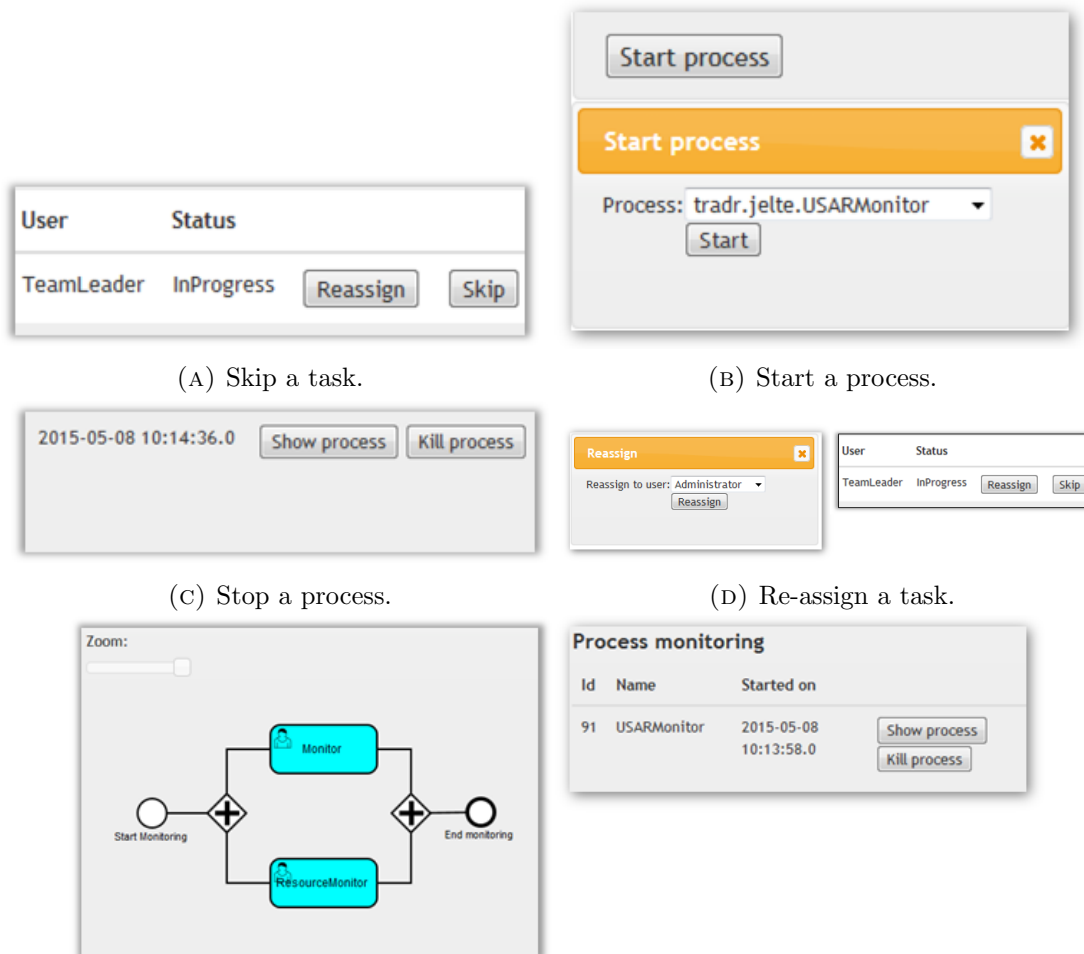 User Status
TeamLeader InProgress Reassign Skip
(A) Skip a task.
Start process
Start process
Process: tradr.jelte.USARMonitor
Start
(B) Start a process.
2015-05-08 10:14:36.0 Show process Kill process
(C) Stop a process.
Reassign
Reassign to user: Administrator
Reassign
User Status
TeamLeader InProgress Reassign Skip
(D) Re-assign a task.
Zoom:
Monitor
Start Monitoring
End monitoring
ResourceMonitor
Process monitoring
Id Name Started on
91 USARMonitor 2015-05-08 Show process
10:13:58.0 Kill process